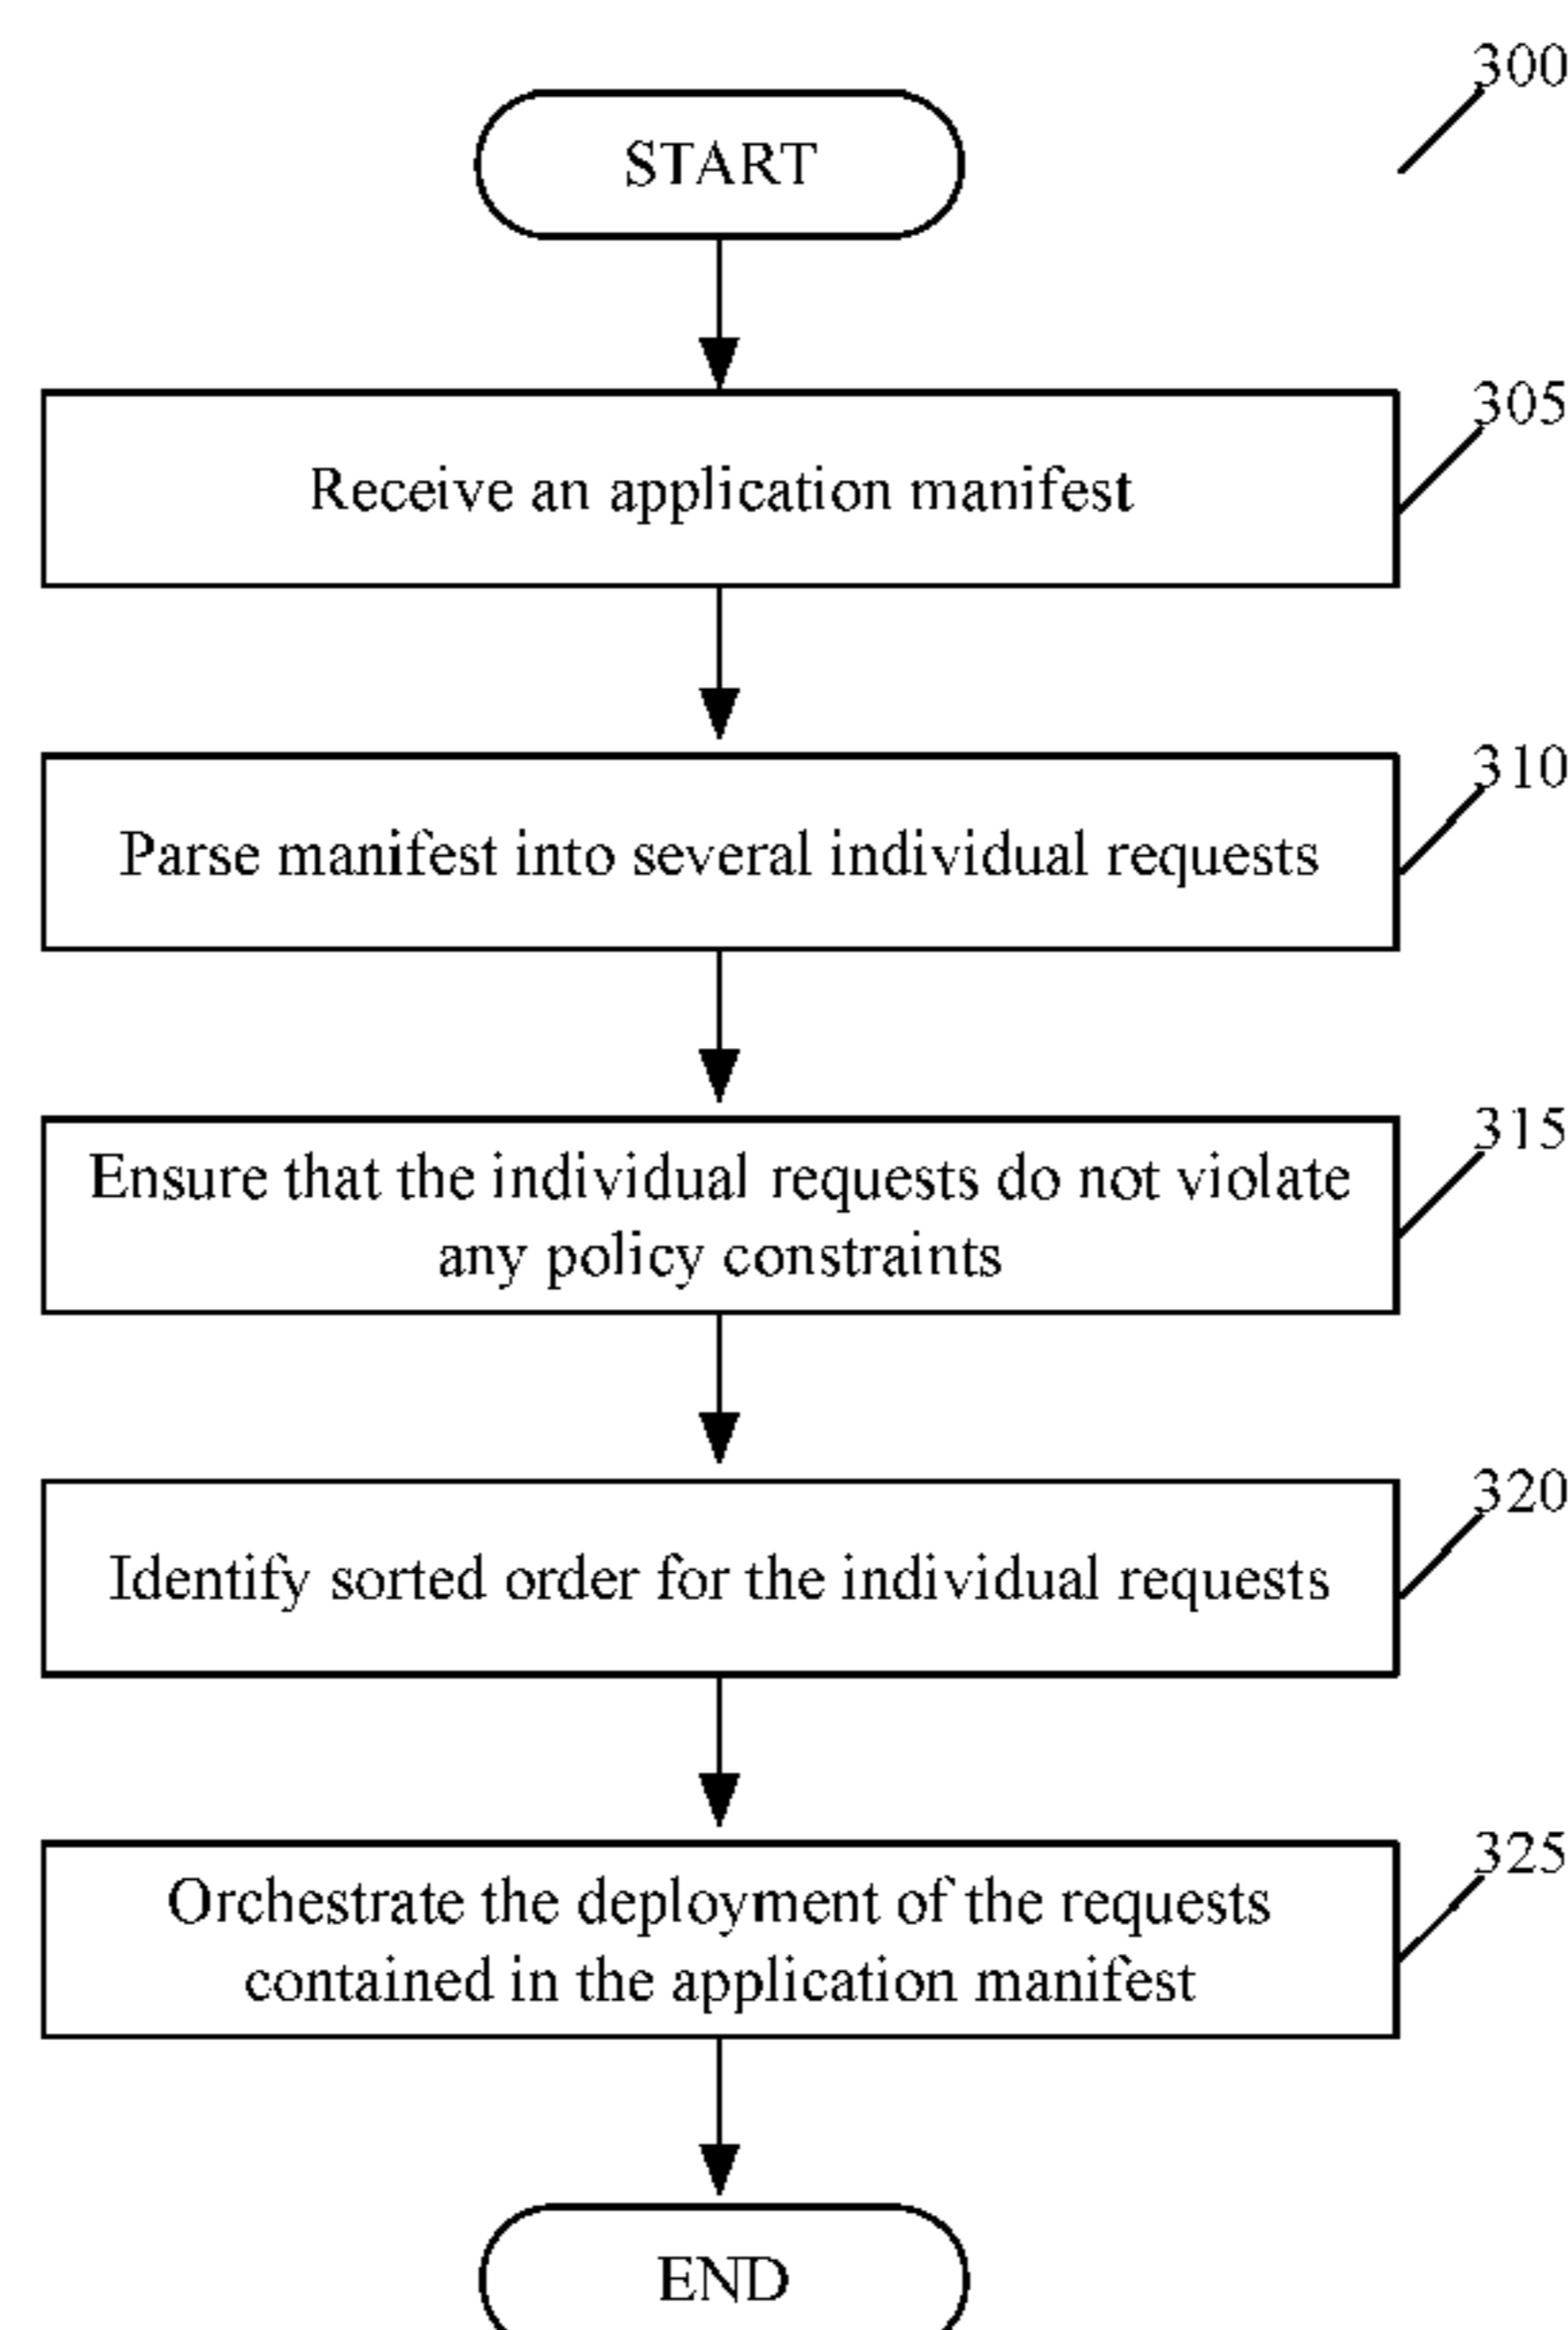 300
START
305
Receive an application manifest
310
Parse manifest into several individual requests
315
Ensure that the individual requests do not violate
any policy constraints
320
Identify sorted order for the individual requests
325
Orchestrate the deployment of the requests
contained in the application manifest
END